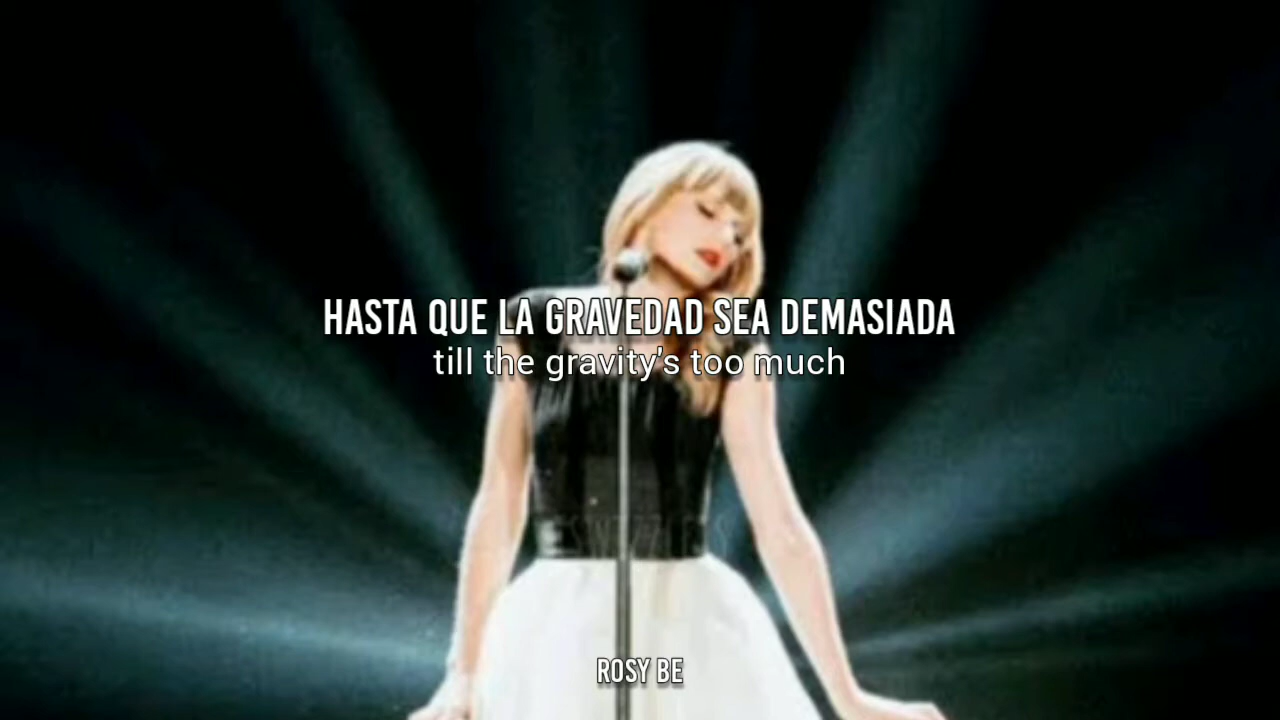 HASTA QUE LA GRAVEDAD SEA DEMASIADA
till the gravity's too much
ROSY BE